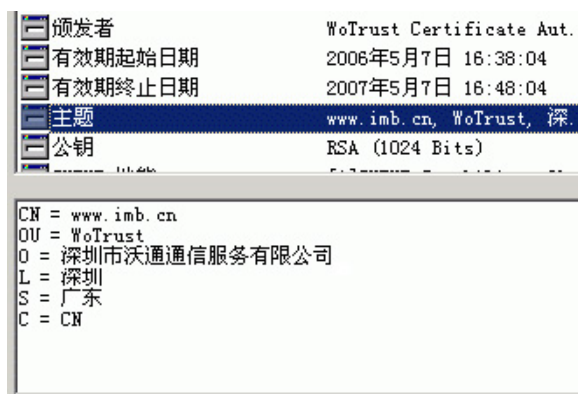 颁发者 WoTrust Certificate Aut.
有效期起始日期 2006年5月7日 16:38:04
有效期终止日期 2007年5月7日 16:48:04
主题 www.imb.cn, WoTrust, 深.
公钥 RSA (1024 Bits)
CN = www.imb.cn
OU = WoTrust
O = 深圳市沃通通信服务有限公司
L = 深圳
S = 广东
C = CN